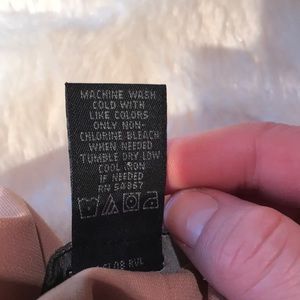 MACHINE WASH
COLD WITH
LIKE COLORS
ONLY NON-
CHLORINE BLEACH
WHEN NEEDED
TUMBLE DRY LOW
COOL IRON
IF NEEDED
RN 54867